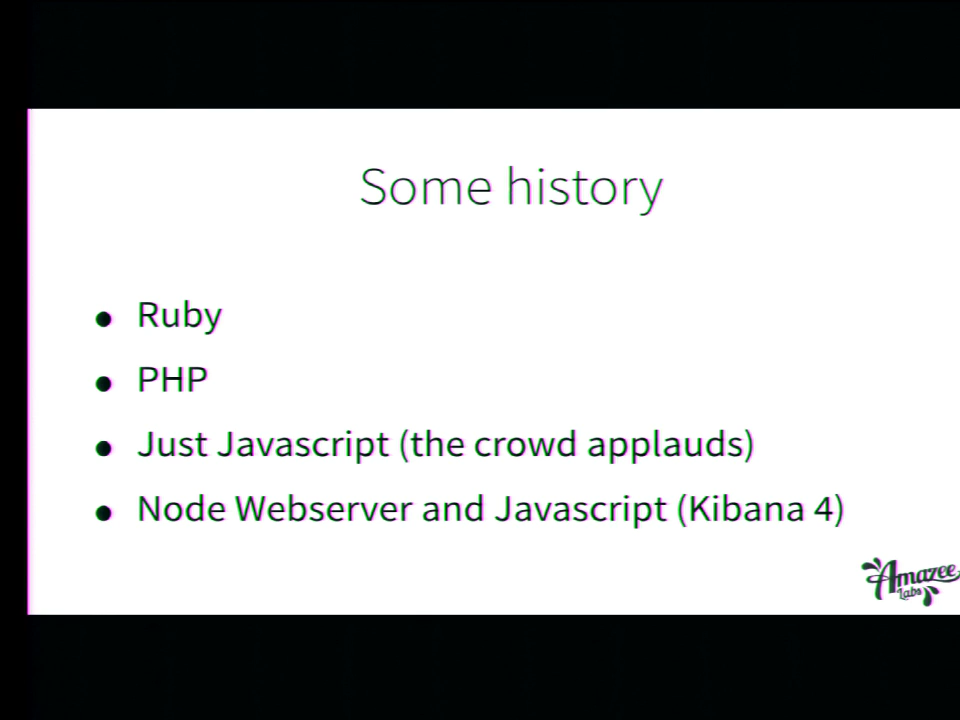 Some history
• Ruby
• PHP
• Just Javascript (the crowd applauds)
• Node Webserver and Javascript (Kibana 4)
Amazee
Labs